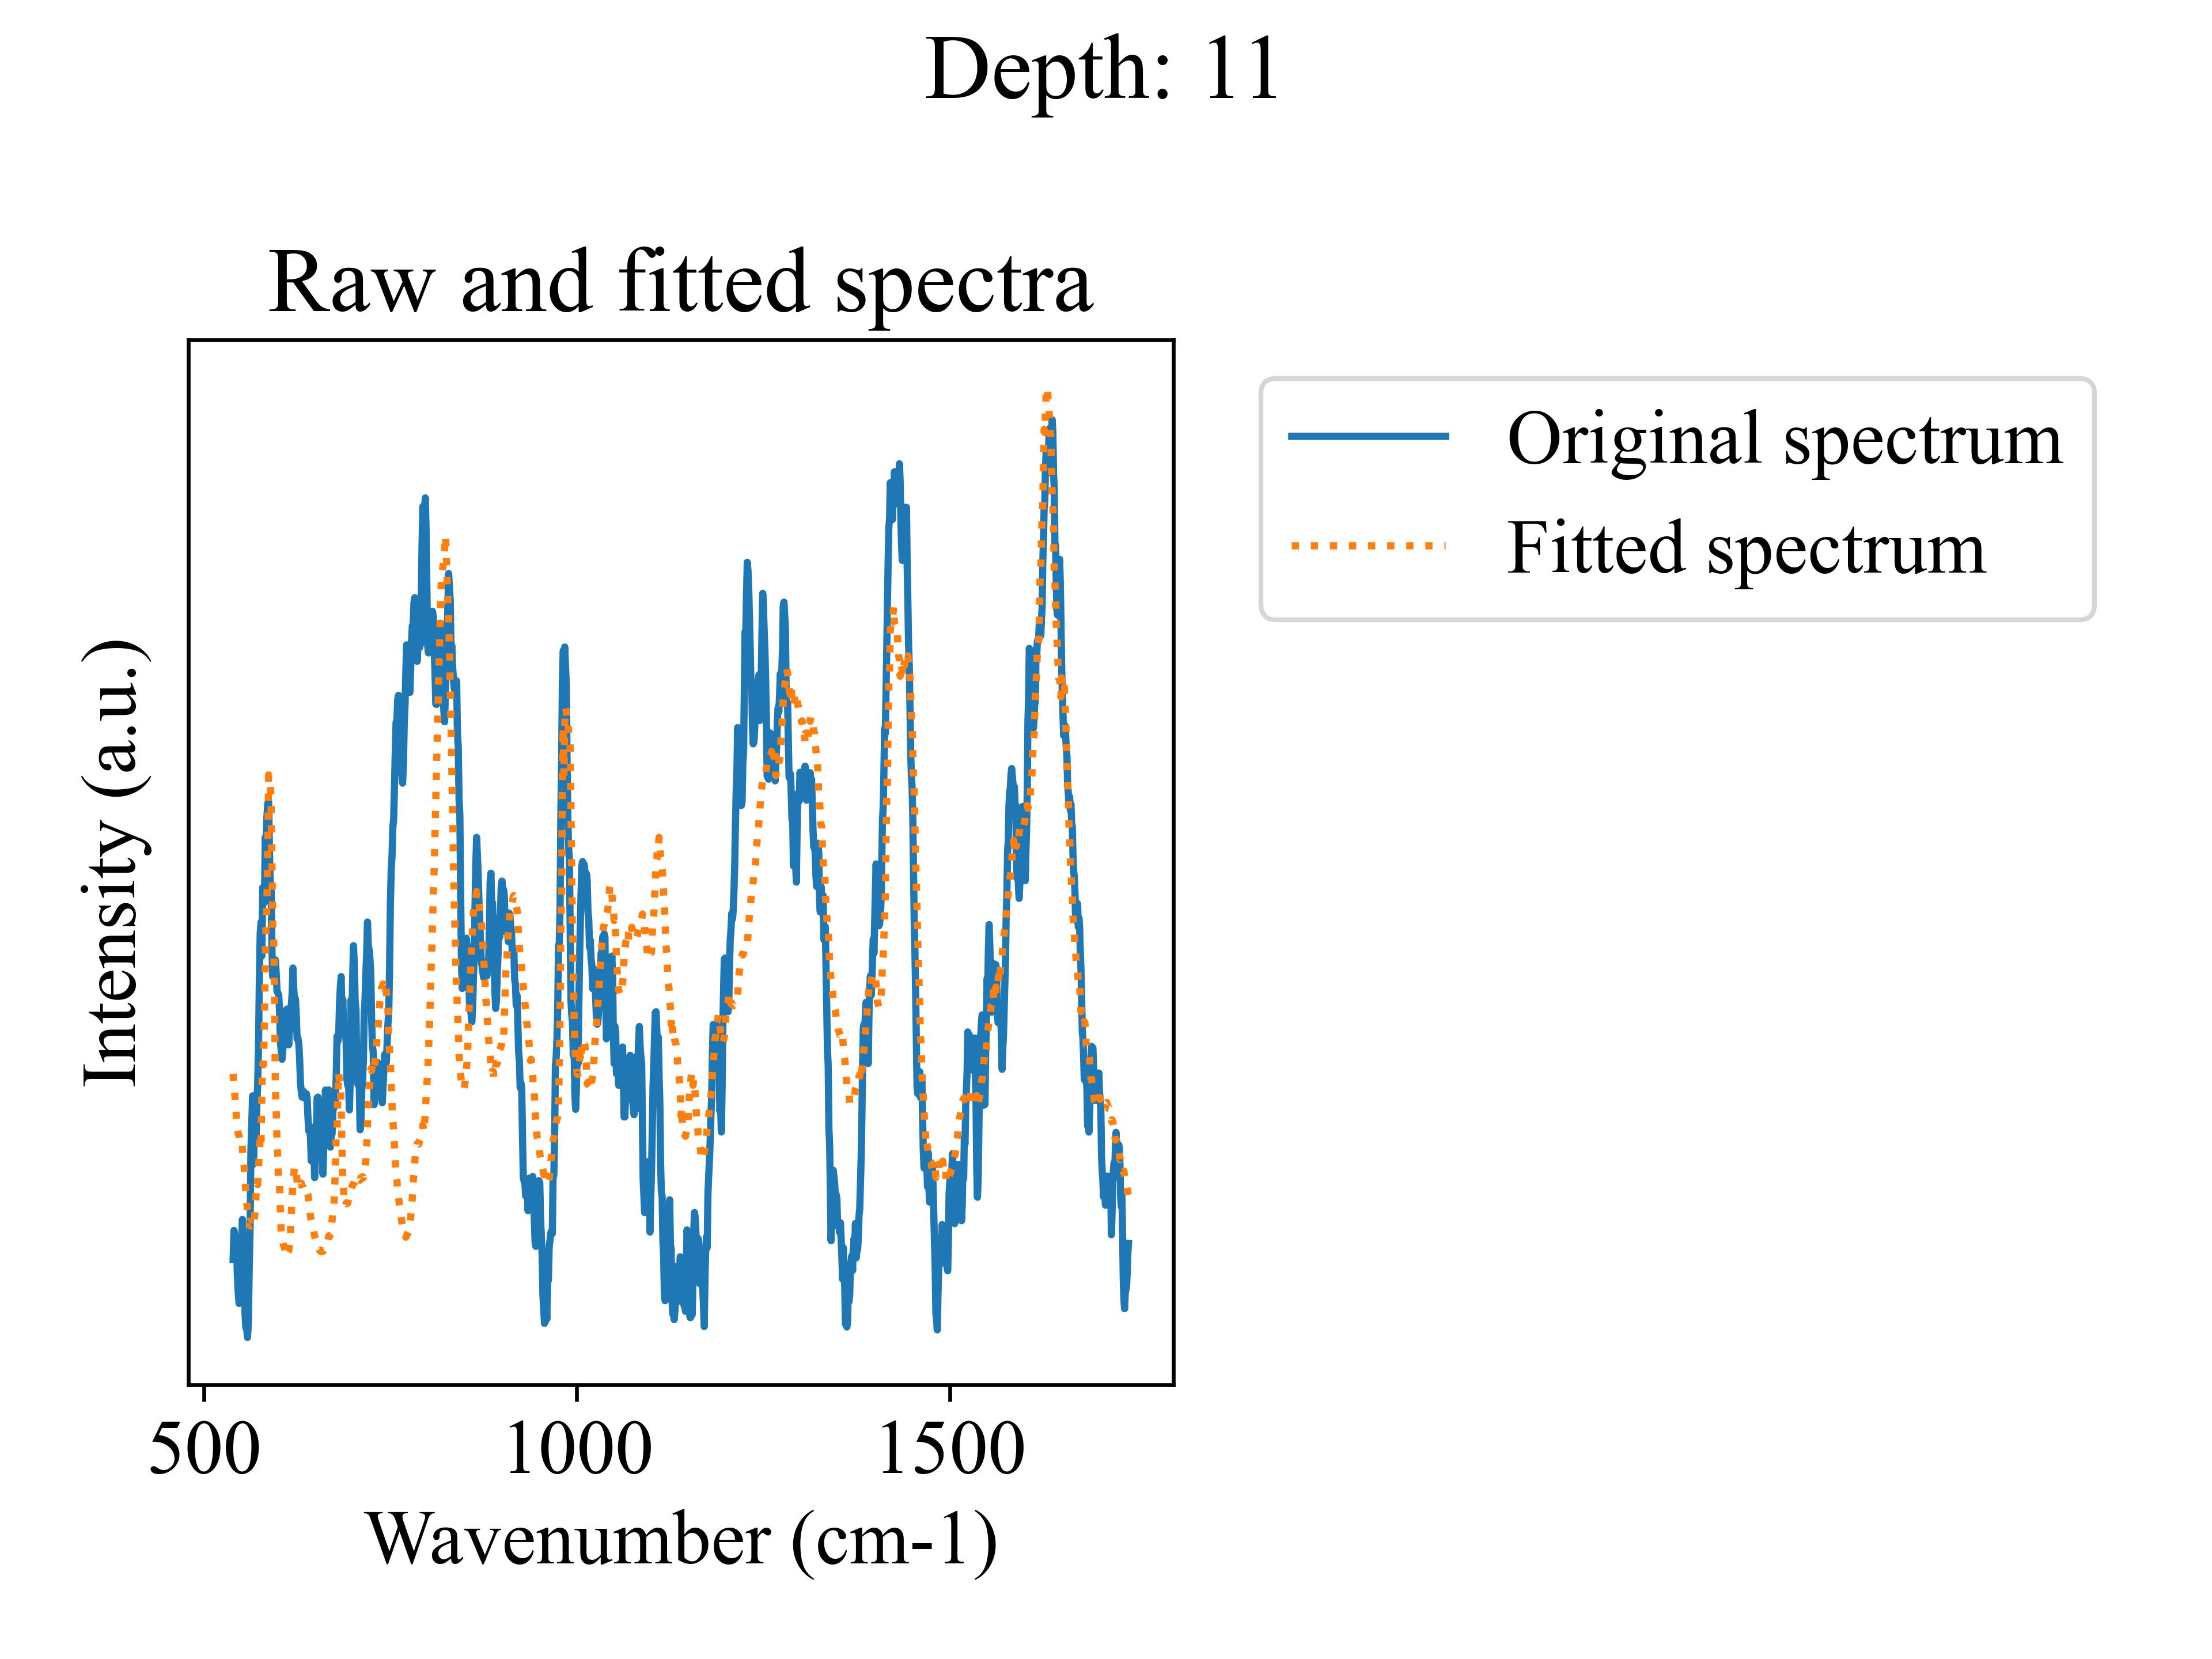 Depth: 11
Raw and fitted spectra
Original spectrum
Fitted spectrum
Intensity (a.u.)
500 1000 1500
Wavenumber (cm-1)